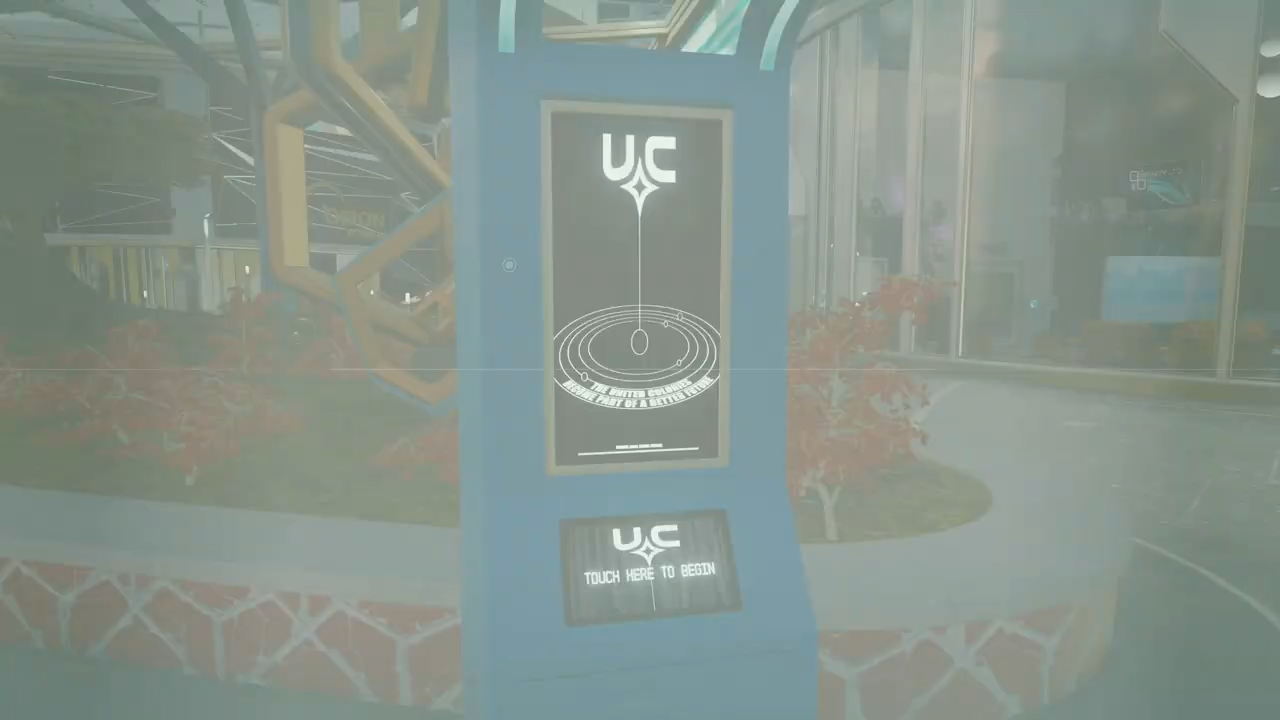 UC
THE UNITED COLONIES
BECOME PART OF A BETTER FUTURE
UC
TOUCH HERE TO BEGIN